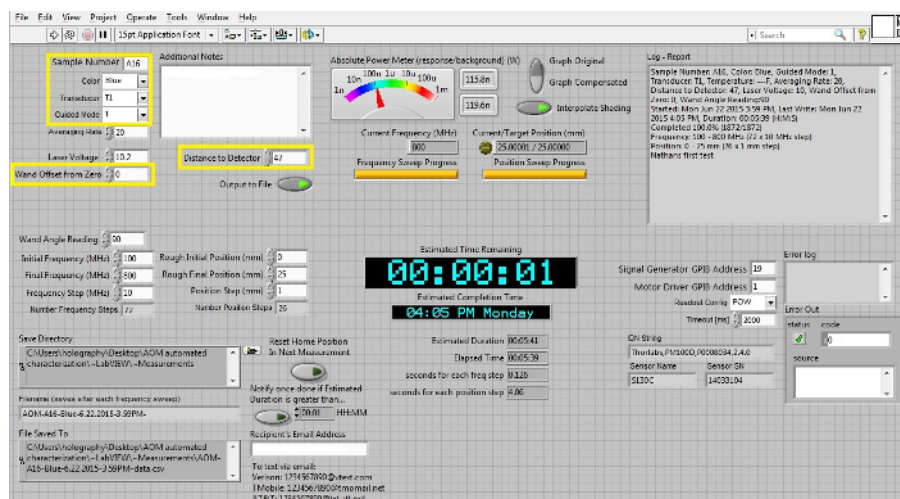 File Edit View Project Operate Tools Window Help
15pt Application Font
Search
Sample Number A16
Color Blue
Transducer T1
Guided Mode 1
Averaging Rate 20
Laser Voltage 10.2
Wand Offset from Zero 0
Additional Notes
Distance to Detector 47
Output to File
Absolute Power Meter (response/background) (W)
1n 10n 100n 1u 10u 100u 1m
115.8n
119.6n
Graph Original
Graph Compensated
Interpolate Shading
Current Frequency (MHz)
800
Current/Target Position (mm)
25.00001 / 25.00000
Frequency Sweep Progress
Position Sweep Progress
Log - Report
Sample Number: A16, Color: Blue, Guided Mode: 1,
Transducer: T1, Temperature: --F, Averaging Rate: 20,
Distance to Detector: 47, Laser Voltage: 10, Wand Offset from
Zero: 0, Wand Angle Reading:90
Started: Mon Jun 22 2015 3:59 PM, Last Write: Mon Jun 22
2015 4:05 PM, Duration: 00:05:39 (H:M:S)
Completed 100.0% (1872/1872)
Frequency: 100 - 800 MHz (72 x 10 MHz step)
Position: 0 - 25 mm (26 x 1 mm step)
Nathans first test
Wand Angle Reading 90
Initial Frequency (MHz) 100
Final Frequency (MHz) 800
Frequency Step (MHz) 10
Number Frequency Steps 72
Rough Initial Position (mm) 0
Rough Final Position (mm) 25
Position Step (mm) 1
Number Position Steps 26
Estimated Time Remaining
00:00:01
Estimated Completion Time
04:05 PM Monday
Signal Generator GPIB Address 19
Motor Driver GPIB Address 1
Readout Config POW
Timeout [ms] 2000
Error log
Error Out
status code
0
source
Save Directory
C:\Users\holography\Desktop\AOM automated
characterization\~LabVIEW\~Measurements
Filename (saves after each frequency sweep)
AOM-A16-Blue-6.22.2015-3.59PM-
File Saved To
C:\Users\holography\Desktop\AOM automated
characterization\~LabVIEW\~Measurements\AOM-
A16-Blue-6.22.2015-3.59PM-data.csv
Reset Home Position
In Next Measurement
Notify once done if Estimated
Duration is greater than...
00:01 HH:MM
Recipient's Email Address
To text via email:
Verison: 1234567890@vtext.com
TMobile: 1234567890@tmomail.net
Estimated Duration 00:05:41
Elapsed Time 00:05:39
seconds for each freq step 0.126
seconds for each position step 4.06
IDN String
Thorlabs,PM100D,P0008034,2.4.0
Sensor Name
S130C
Sensor SN
14033104